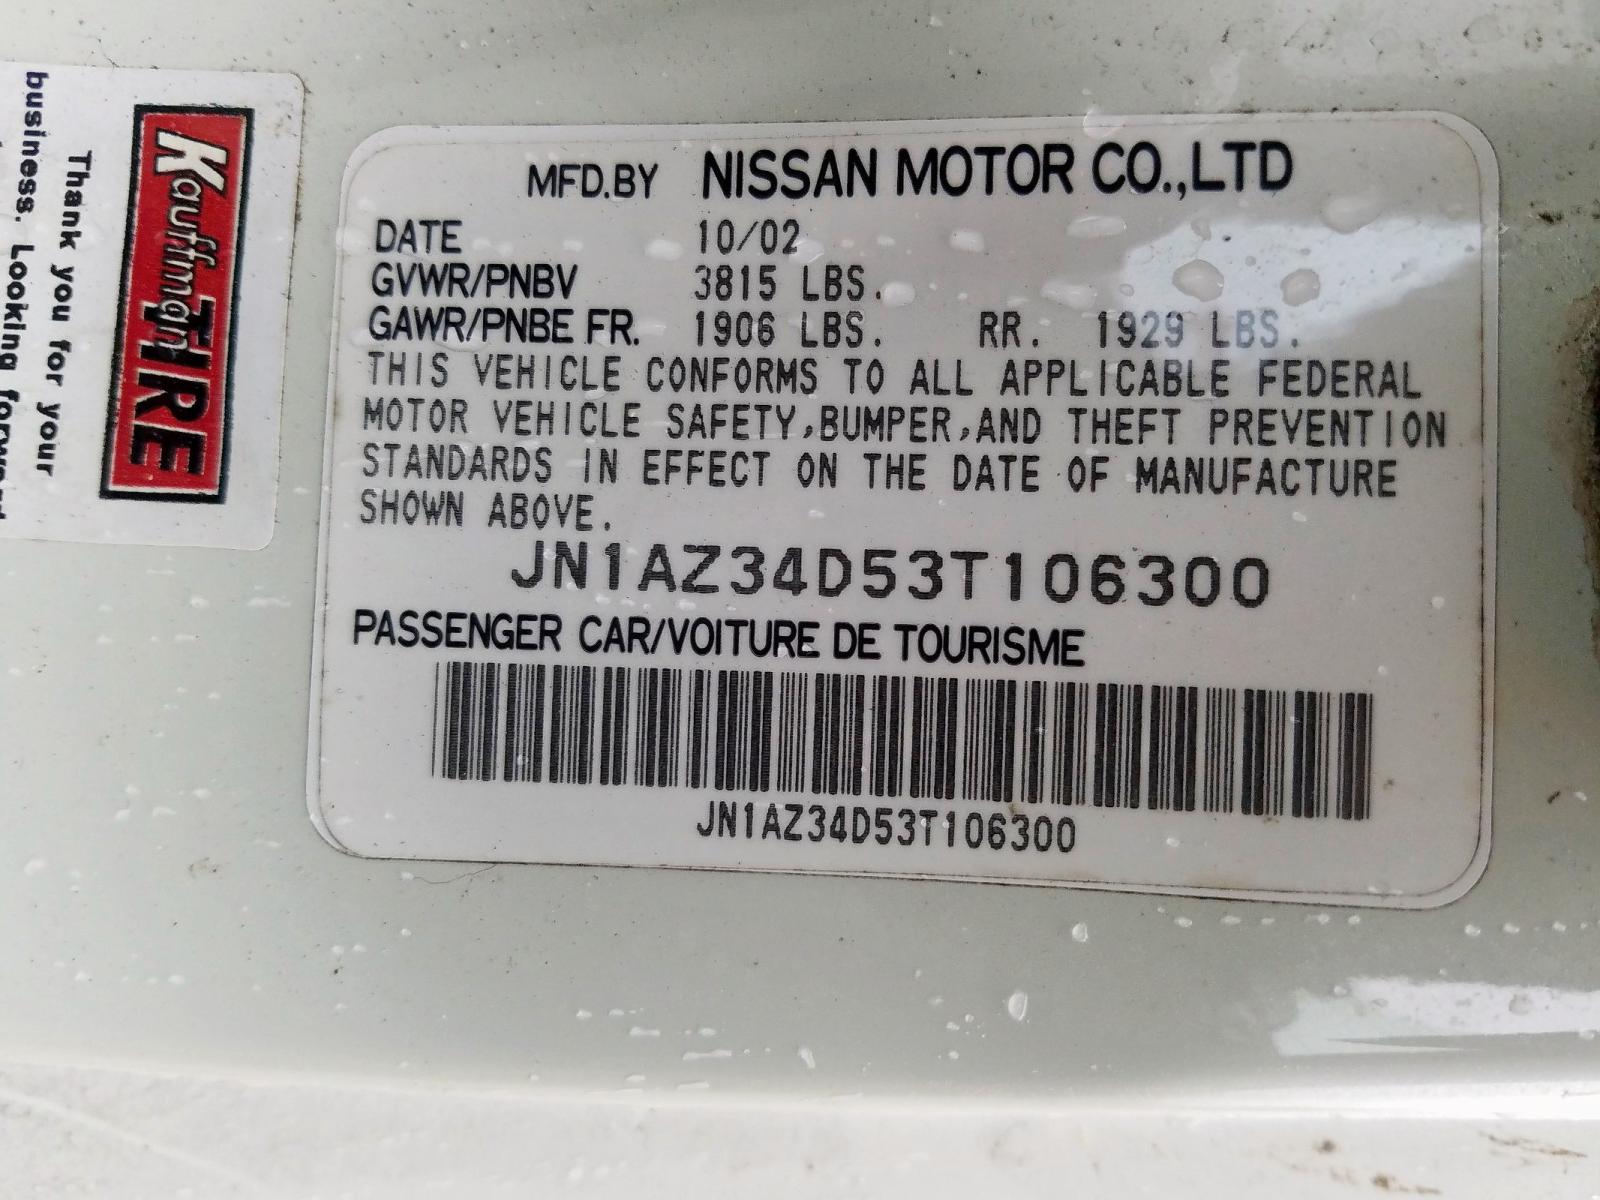 MFD.BY NISSAN MOTOR CO.,LTD
DATE 10/02
GVWR/PNBV 3815 LBS.
GAWR/PNBE FR. 1906 LBS. RR. 1929 LBS.
THIS VEHICLE CONFORMS TO ALL APPLICABLE FEDERAL
MOTOR VEHICLE SAFETY,BUMPER,AND THEFT PREVENTION
STANDARDS IN EFFECT ON THE DATE OF MANUFACTURE
SHOWN ABOVE.
JN1AZ34D53T106300
PASSENGER CAR/VOITURE DE TOURISME
JN1AZ34D53T106300
Kauffman TIRE
Thank you for your
business. Looking forward